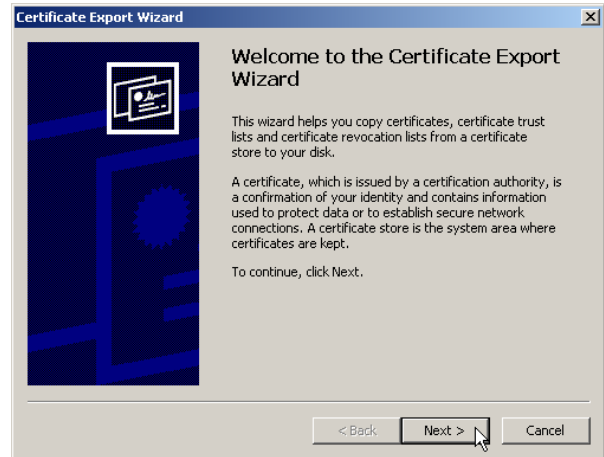 Certificate Export Wizard
Welcome to the Certificate Export
Wizard
This wizard helps you copy certificates, certificate trust
lists and certificate revocation lists from a certificate
store to your disk.
A certificate, which is issued by a certification authority, is
a confirmation of your identity and contains information
used to protect data or to establish secure network
connections. A certificate store is the system area where
certificates are kept.
To continue, click Next.
< Back Next > Cancel